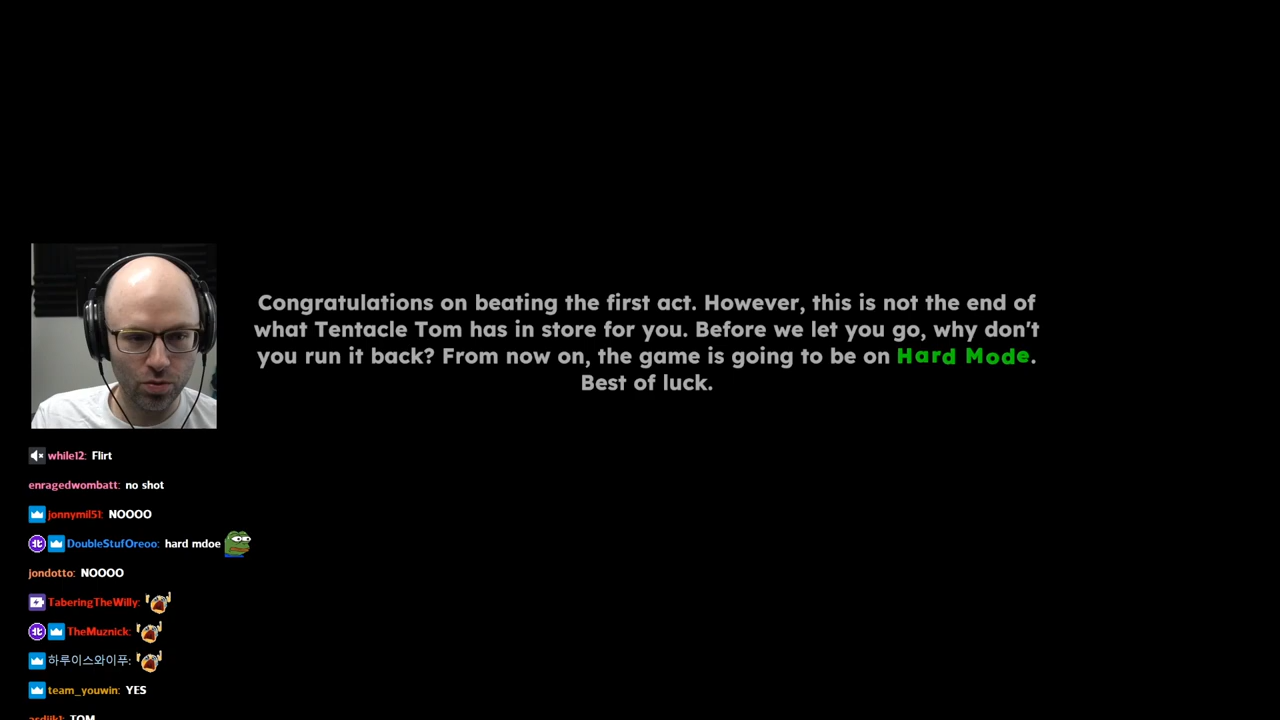 Congratulations on beating the first act. However, this is not the end of
what Tentacle Tom has in store for you. Before we let you go, why don't
you run it back? From now on, the game is going to be on Hard Mode.
Best of luck.
while12: Flirt
enragedwombatt: no shot
jonnymil51: NOOOO
DoubleStufOreoo: hard mdoe
jondotto: NOOOO
TaberingTheWilly:
TheMuznick:
하루이스와이푸:
team_youwin: YES
TOM